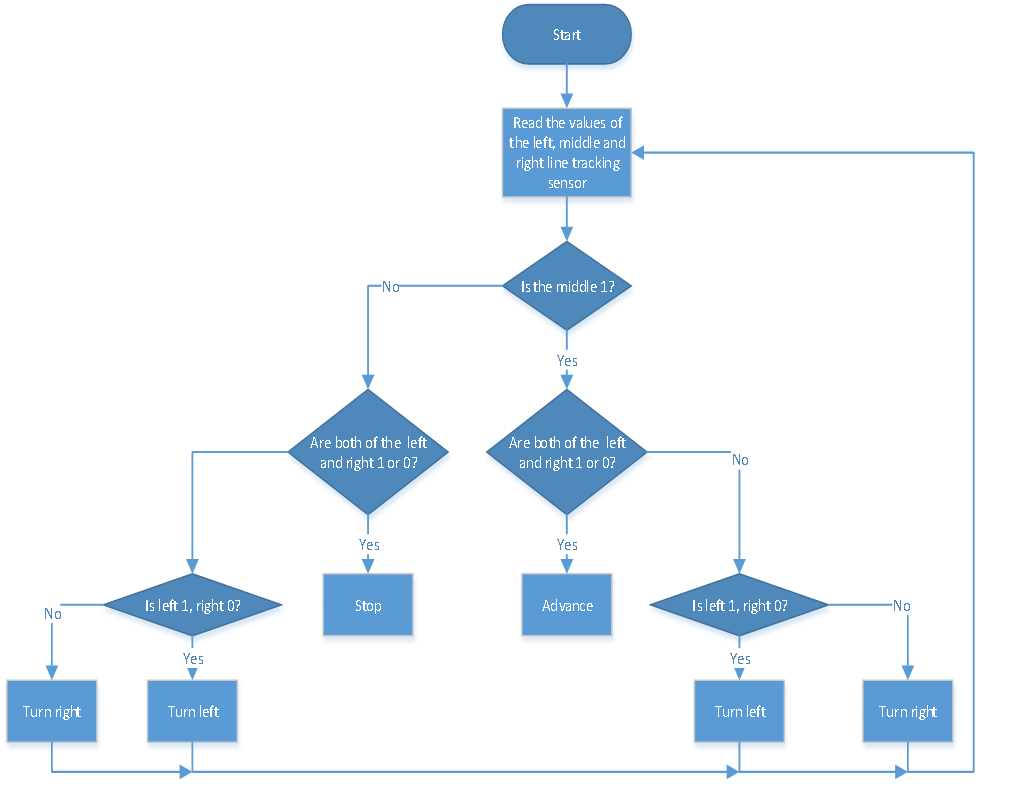 Start
Read the values of
the left, middle and
right line tracking
sensor
Is the middle 1?
No
Yes
Are both of the left
and right 1 or 0?
Are both of the left
and right 1 or 0?
No
Yes
Yes
Is left 1, right 0?
Stop
Advance
Is left 1, right 0?
No
No
Yes
Yes
Turn right
Turn left
Turn left
Turn right